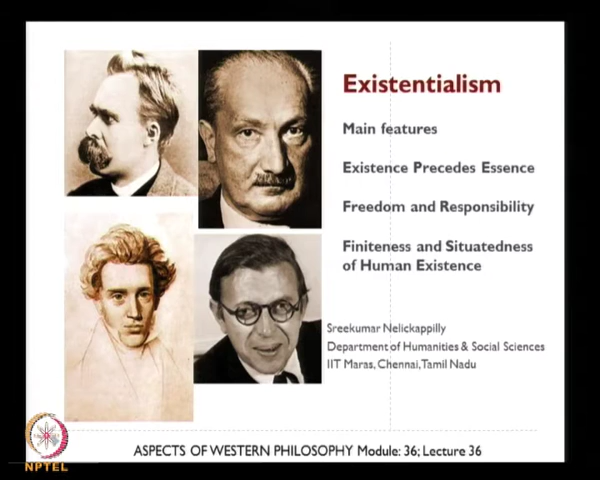 Existentialism
Main features
Existence Precedes Essence
Freedom and Responsibility
Finiteness and Situatedness
of Human Existence
Sreekumar Nelickappilly
Department of Humanities & Social Sciences
IIT Maras, Chennai,Tamil Nadu
ASPECTS OF WESTERN PHILOSOPHY Module: 36; Lecture 36
NPTEL